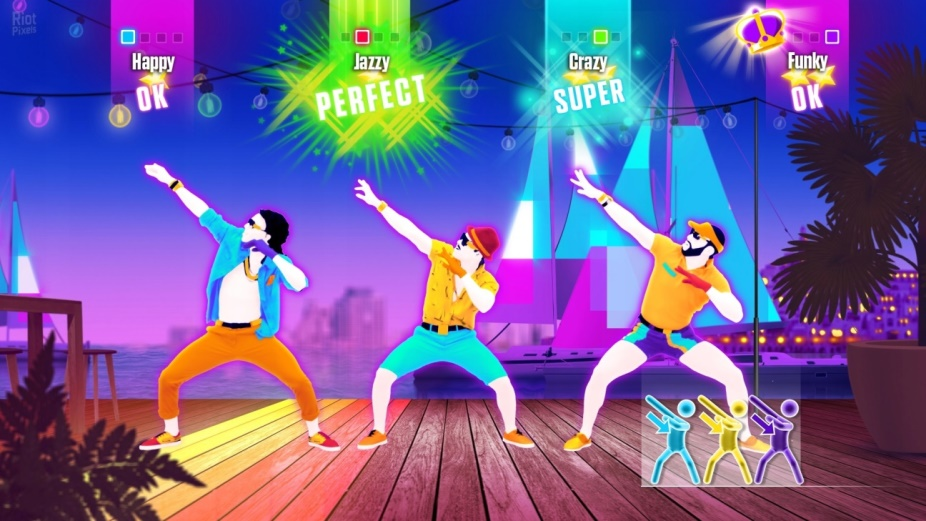 Riot
Pixels
Happy
OK
Jazzy
PERFECT
Crazy
SUPER
Funky
OK